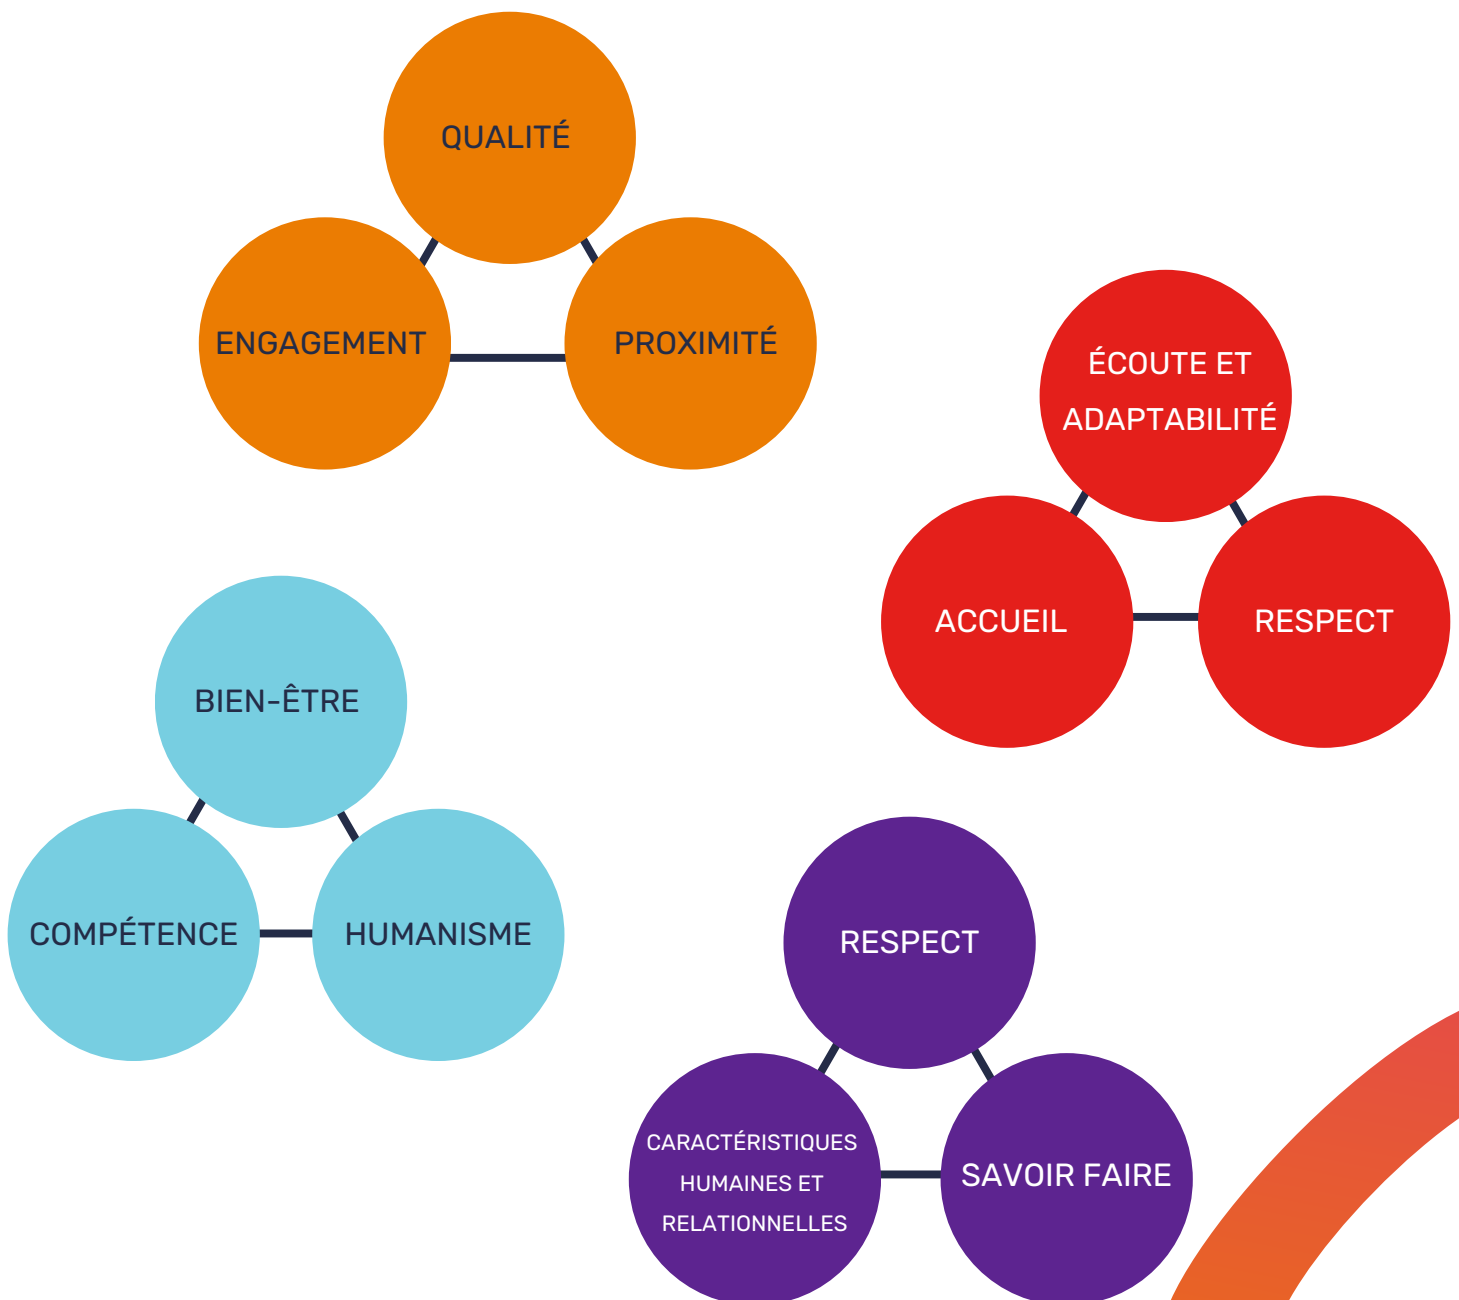 QUALITÉ
ENGAGEMENT
PROXIMITÉ
ÉCOUTE ET
ADAPTABILITÉ
ACCUEIL
RESPECT
BIEN-ÊTRE
COMPÉTENCE
HUMANISME
RESPECT
CARACTÉRISTIQUES
HUMAINES ET
RELATIONNELLES
SAVOIR FAIRE